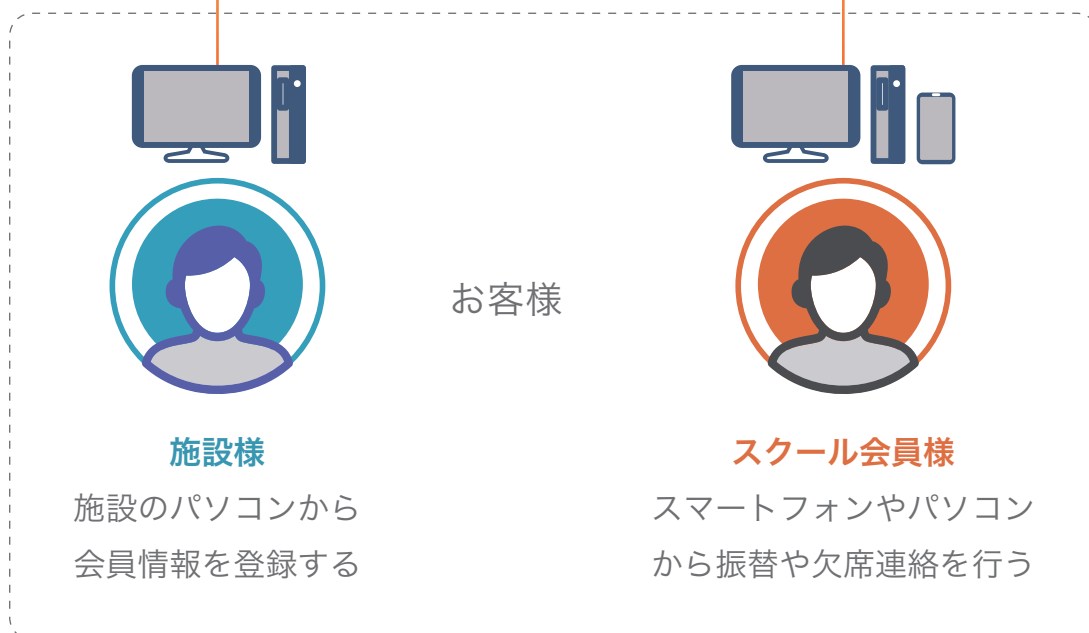 お客様
施設様
施設のパソコンから
会員情報を登録する
スクール会員様
スマートフォンやパソコン
から振替や欠席連絡を行う